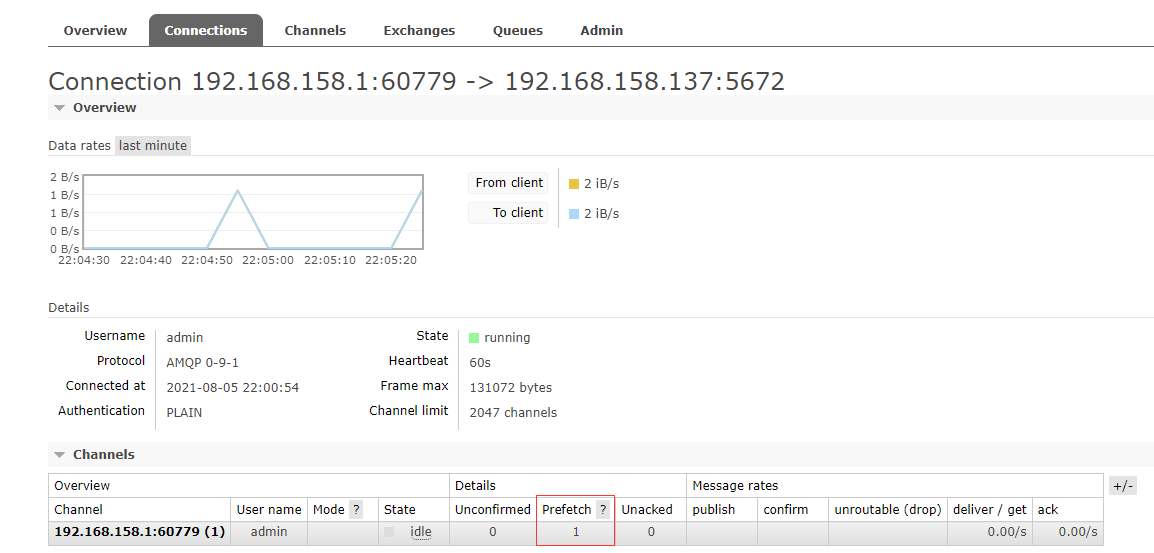 Overview Connections Channels Exchanges Queues Admin
Connection 192.168.158.1:60779 -> 192.168.158.137:5672
Overview
Data rates last minute
2 B/s
1 B/s
1 B/s
0 B/s
0 B/s
22:04:30 22:04:40 22:04:50 22:05:00 22:05:10 22:05:20
From client 2 iB/s
To client 2 iB/s
Details
Username admin State running
Protocol AMQP 0-9-1 Heartbeat 60s
Connected at 2021-08-05 22:00:54 Frame max 131072 bytes
Authentication PLAIN Channel limit 2047 channels
Channels
Overview Details Message rates +/-
Channel User name Mode ? State Unconfirmed Prefetch ? Unacked publish confirm unroutable (drop) deliver / get ack
192.168.158.1:60779 (1) admin idle 0 1 0 0.00/s 0.00/s